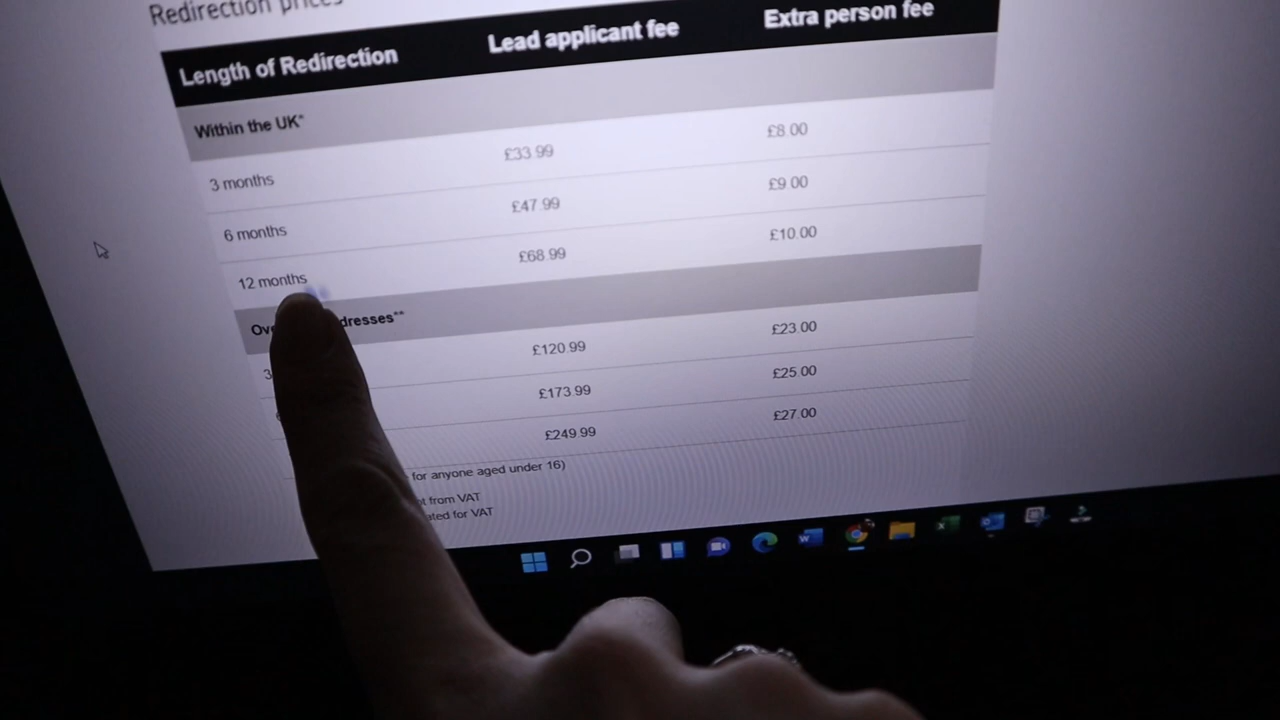 Redirection prices
Length of Redirection Lead applicant fee Extra person fee
Within the UK*
3 months £33.99 £8.00
6 months £47.99 £9.00
12 months £68.99 £10.00
dresses**
3 £120.99 £23.00
£173.99 £25.00
£249.99 £27.00
for anyone aged under 16)
from VAT
for VAT